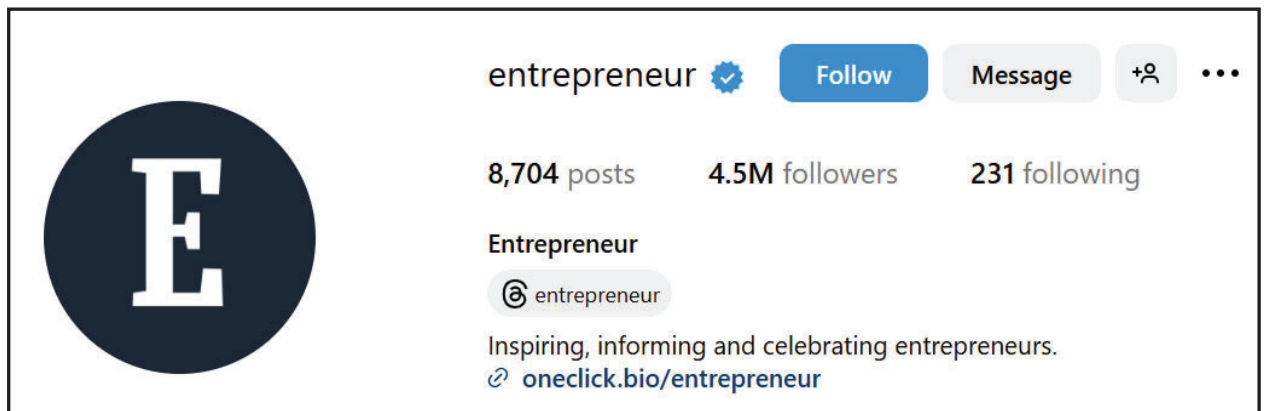 entrepreneur Follow Message
E
8,704 posts 4.5M followers 231 following
Entrepreneur
entrepreneur
Inspiring, informing and celebrating entrepreneurs.
oneclick.bio/entrepreneur